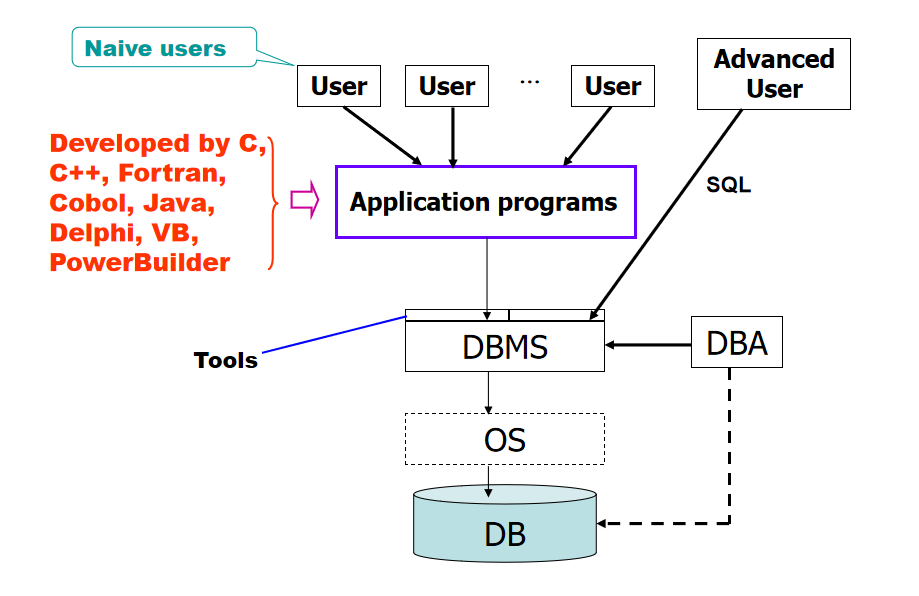 Naive users
User
User
...
User
Advanced
User
Developed by C,
C++, Fortran,
Cobol, Java,
Delphi, VB,
PowerBuilder
Application programs
SQL
Tools
DBMS
DBA
OS
DB